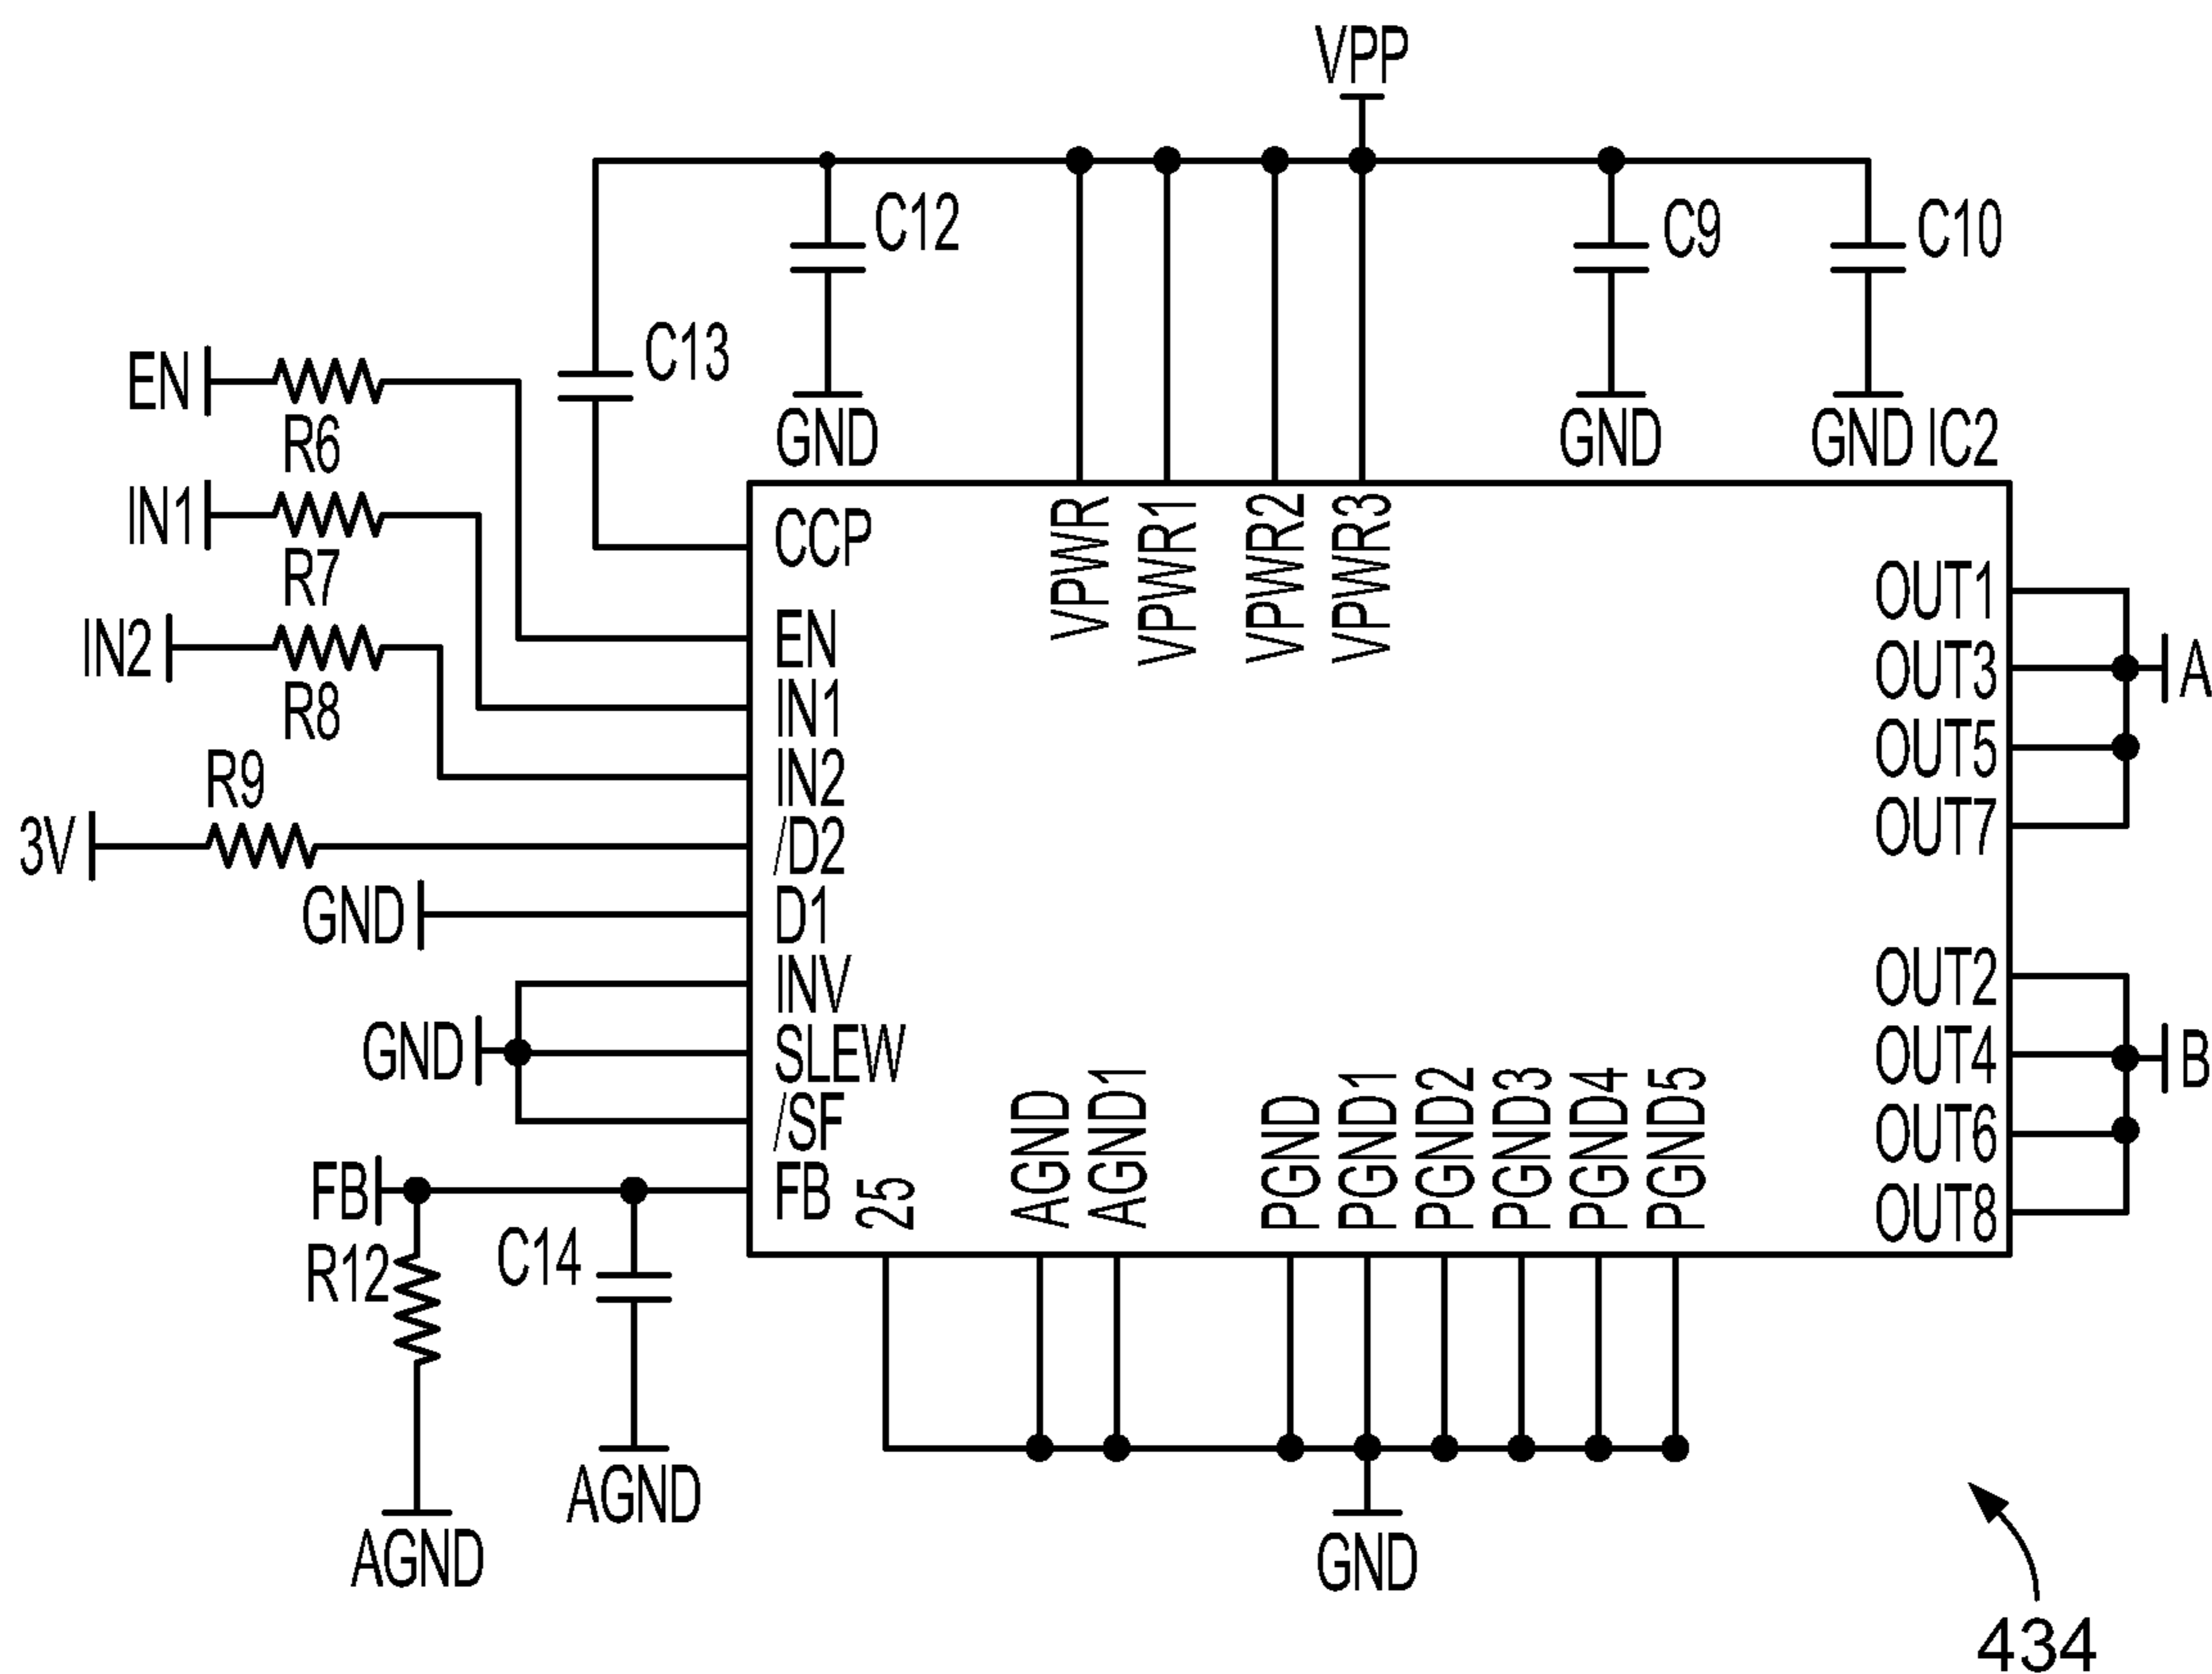 VPP
C12
C9
C10
C13
EN
R6
GND
GND
GND
IC2
IN1
R7
IN2
R8
R9
3V
GND
GND
FB
R12
C14
AGND
AGND
CCP
EN
IN1
IN2
/D2
D1
INV
SLEW
/SF
FB
VPWR
VPWR1
VPWR2
VPWR3
OUT1
OUT3
OUT5
OUT7
A
OUT2
OUT4
OUT6
OUT8
B
25
AGND
AGND1
PGND
PGND1
PGND2
PGND3
PGND4
PGND5
GND
434